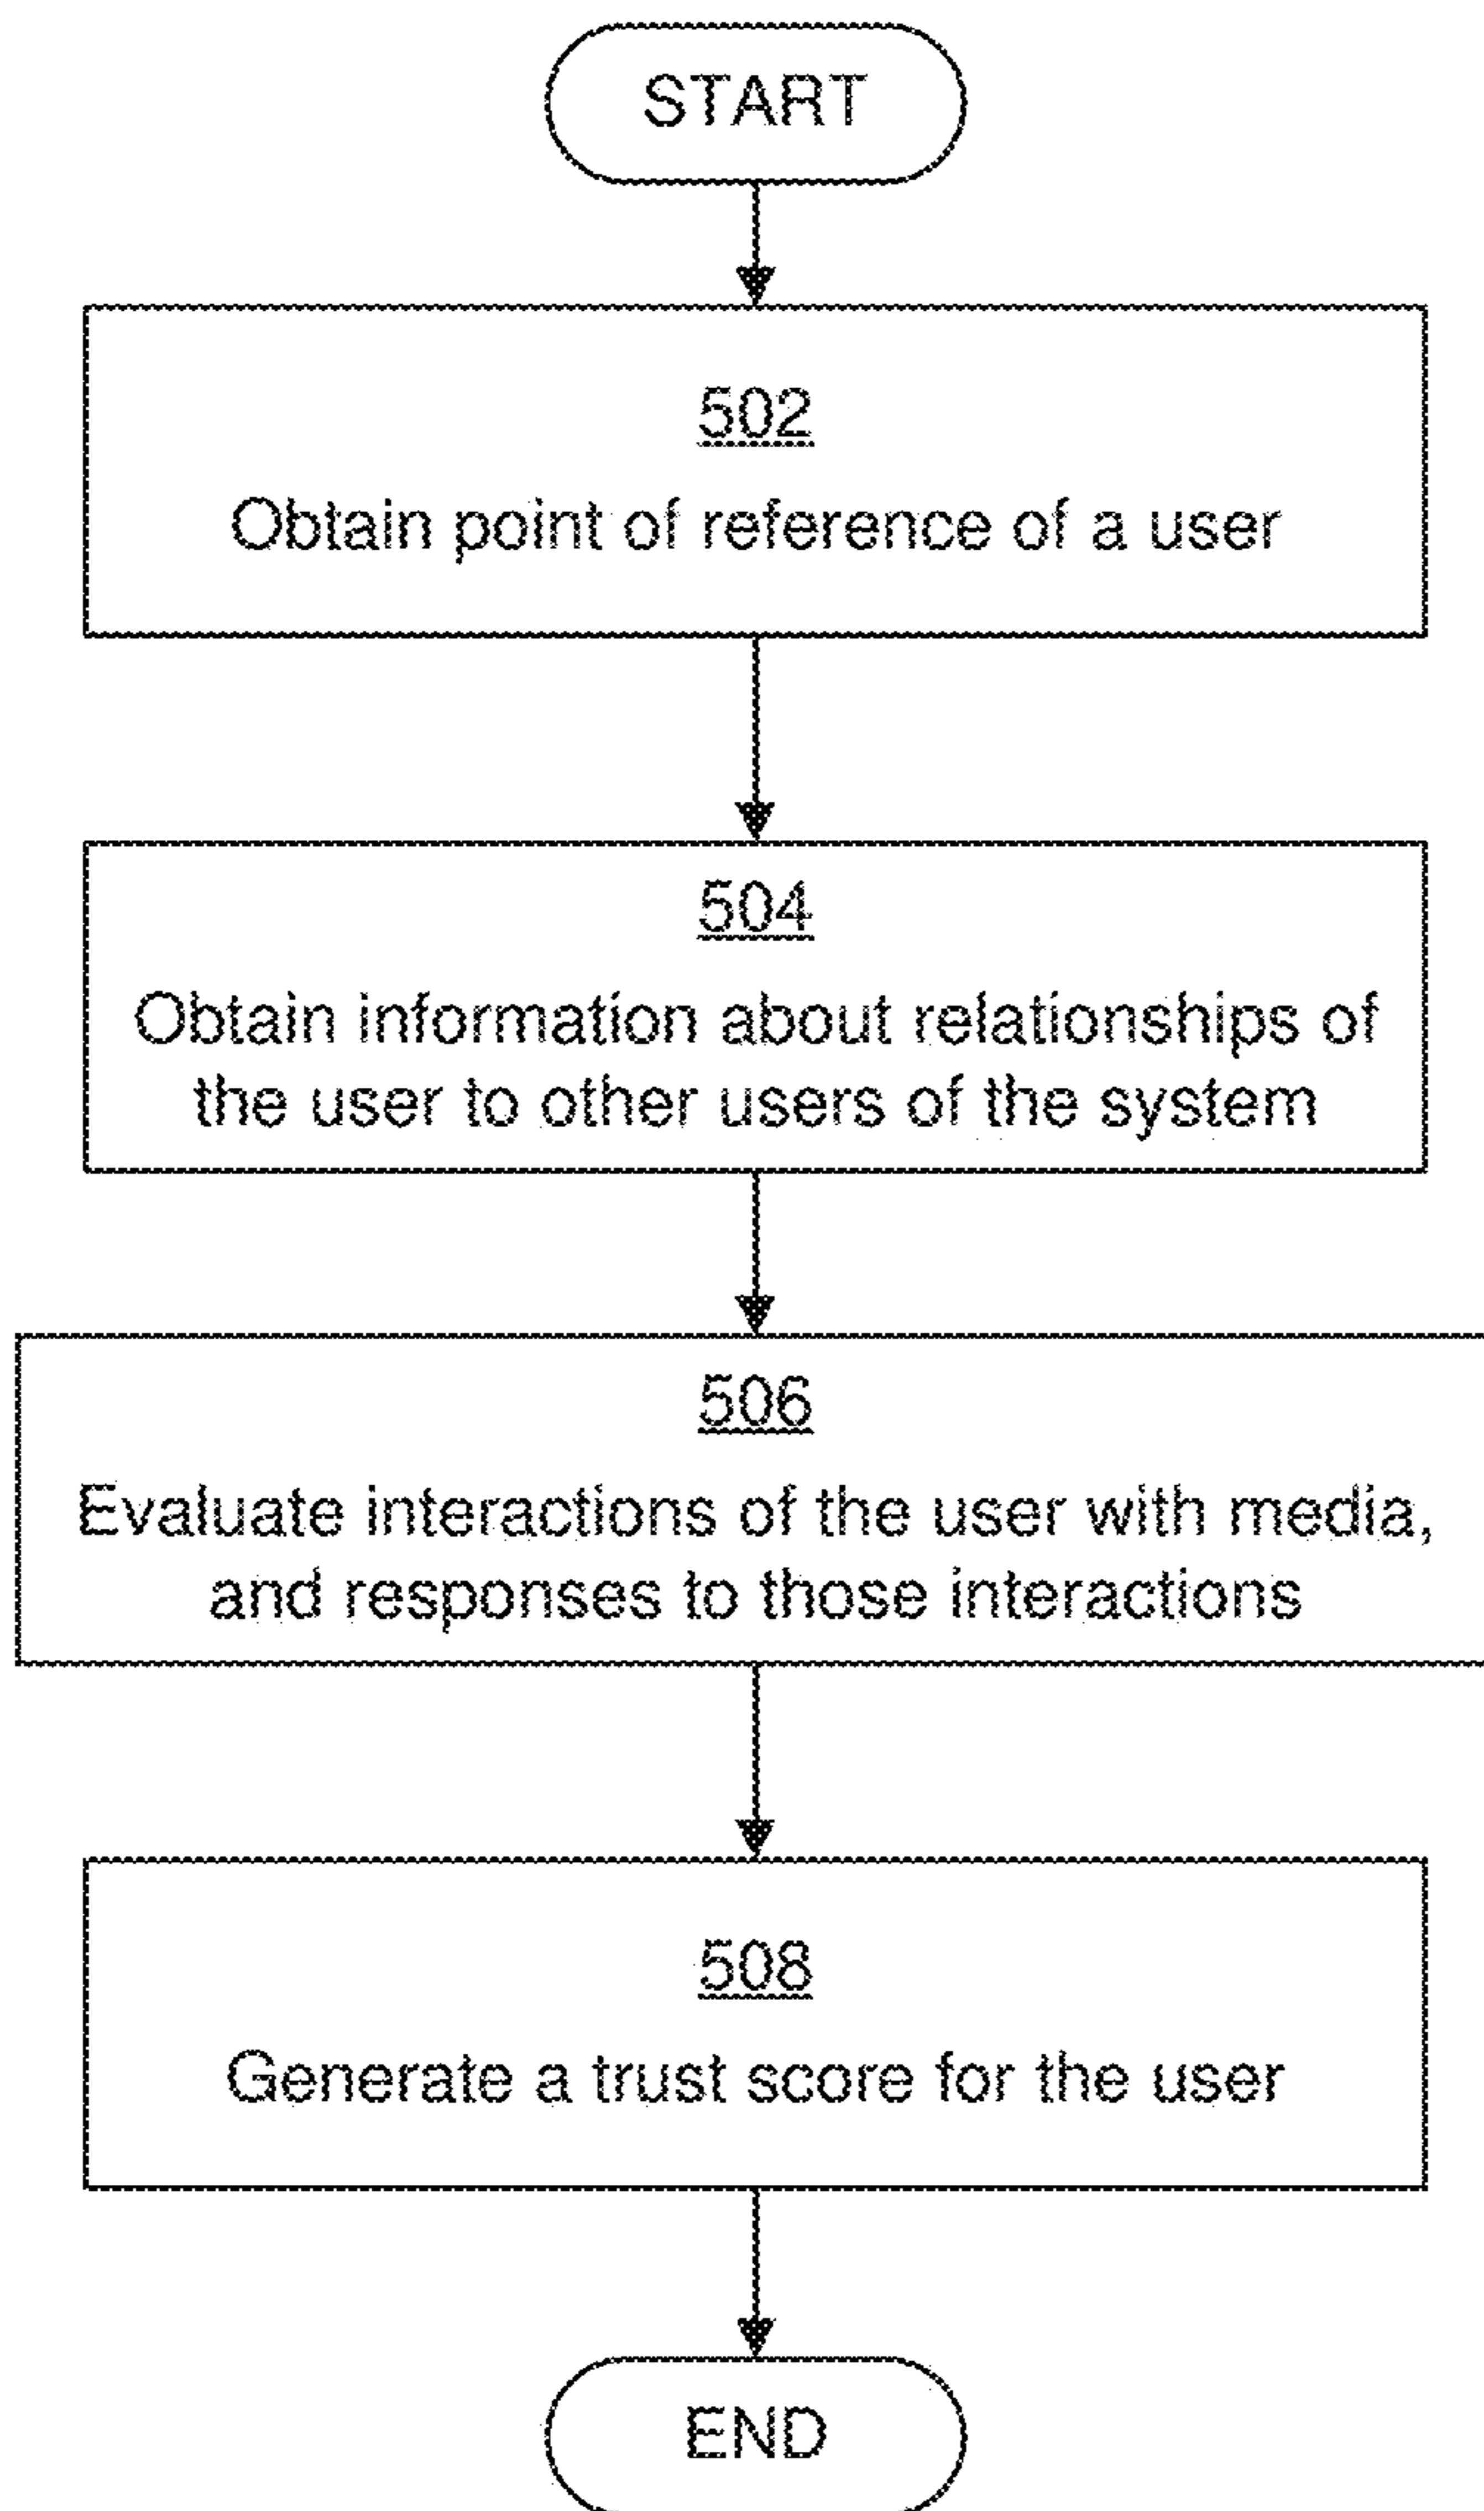 START
502
Obtain point of reference of a user
504
Obtain information about relationships of
the user to other users of the system
506
Evaluate interactions of the user with media,
and responses to those interactions
508
Generate a trust score for the user
END